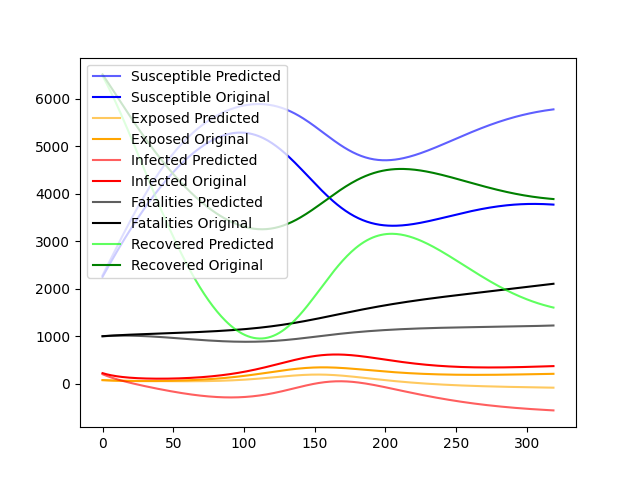 Susceptible Predicted
Susceptible Original
Exposed Predicted
Exposed Original
Infected Predicted
Infected Original
Fatalities Predicted
Fatalities Original
Recovered Predicted
Recovered Original
6000
5000
4000
3000
2000
1000
0
0 50 100 150 200 250 300